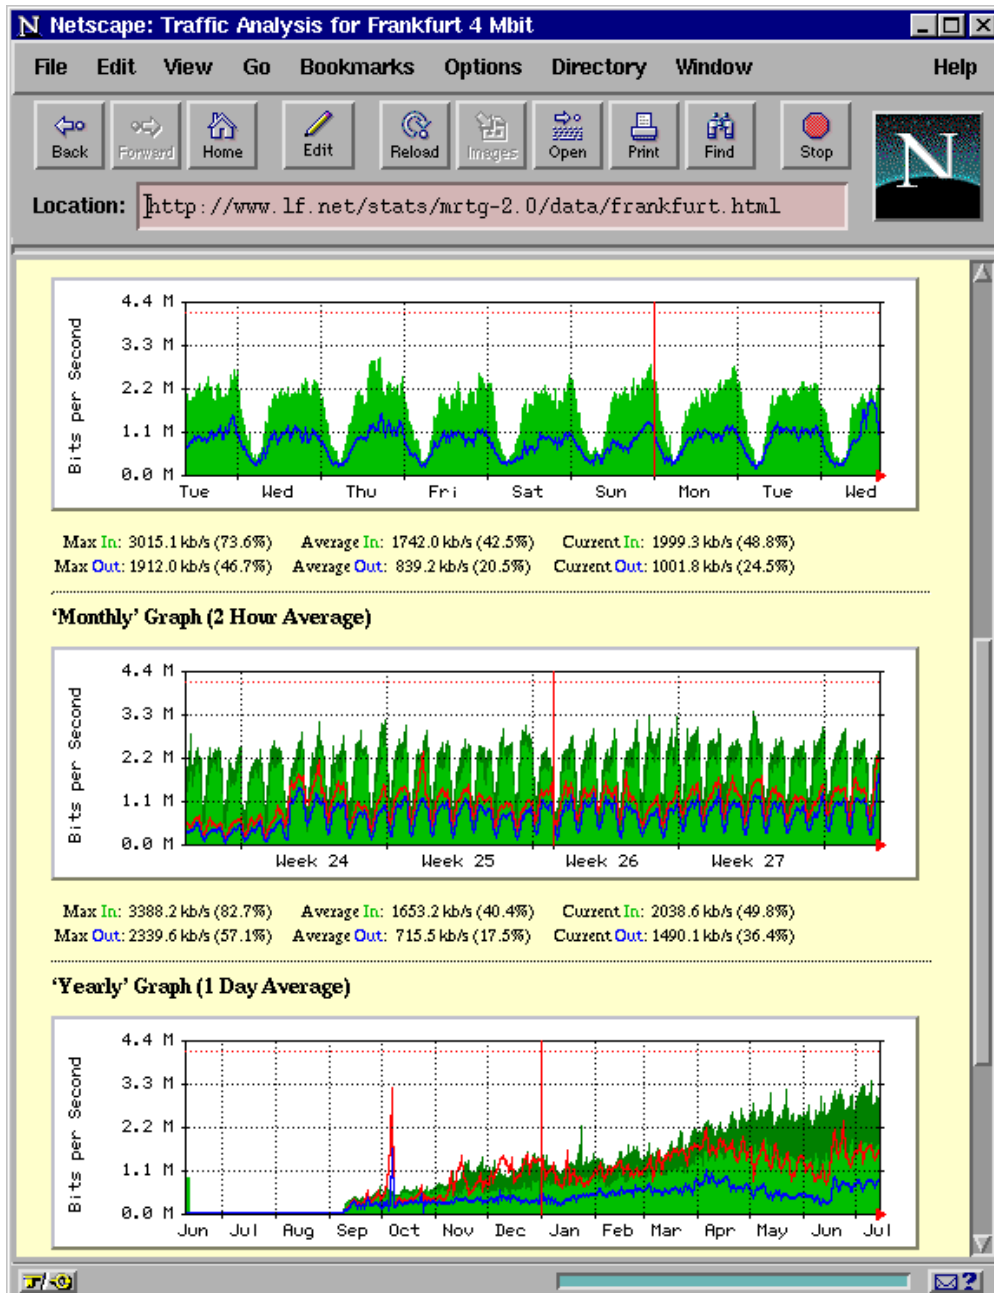 N Netscape: Traffic Analysis for Frankfurt 4 Mbit
File Edit View Go Bookmarks Options Directory Window Help
Back Forward Home Edit Reload Images Open Print Find Stop
N
Location: http://www.lf.net/stats/mrtg-2.0/data/frankfurt.html
Bits per Second
4.4 M
3.3 M
2.2 M
1.1 M
0.0 M
Tue Wed Thu Fri Sat Sun Mon Tue Wed
Max In: 3015.1 kb/s (73.6%) Average In: 1742.0 kb/s (42.5%) Current In: 1999.3 kb/s (48.8%)
Max Out: 1912.0 kb/s (46.7%) Average Out: 839.2 kb/s (20.5%) Current Out: 1001.8 kb/s (24.5%)
‘Monthly’ Graph (2 Hour Average)
Bits per Second
4.4 M
3.3 M
2.2 M
1.1 M
0.0 M
Week 24 Week 25 Week 26 Week 27
Max In: 3388.2 kb/s (82.7%) Average In: 1653.2 kb/s (40.4%) Current In: 2038.6 kb/s (49.8%)
Max Out: 2339.6 kb/s (57.1%) Average Out: 715.5 kb/s (17.5%) Current Out: 1490.1 kb/s (36.4%)
‘Yearly’ Graph (1 Day Average)
Bits per Second
4.4 M
3.3 M
2.2 M
1.1 M
0.0 M
Jun Jul Aug Sep Oct Nov Dec Jan Feb Mar Apr May Jun Jul
?